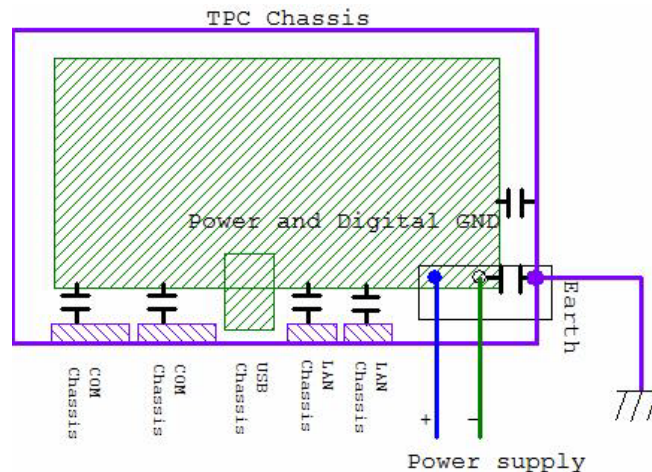 TPC Chassis
Power and Digital GND
Earth
COM
Chassis
COM
Chassis
USB
Chassis
LAN
Chassis
LAN
Chassis
+
-
Power supply